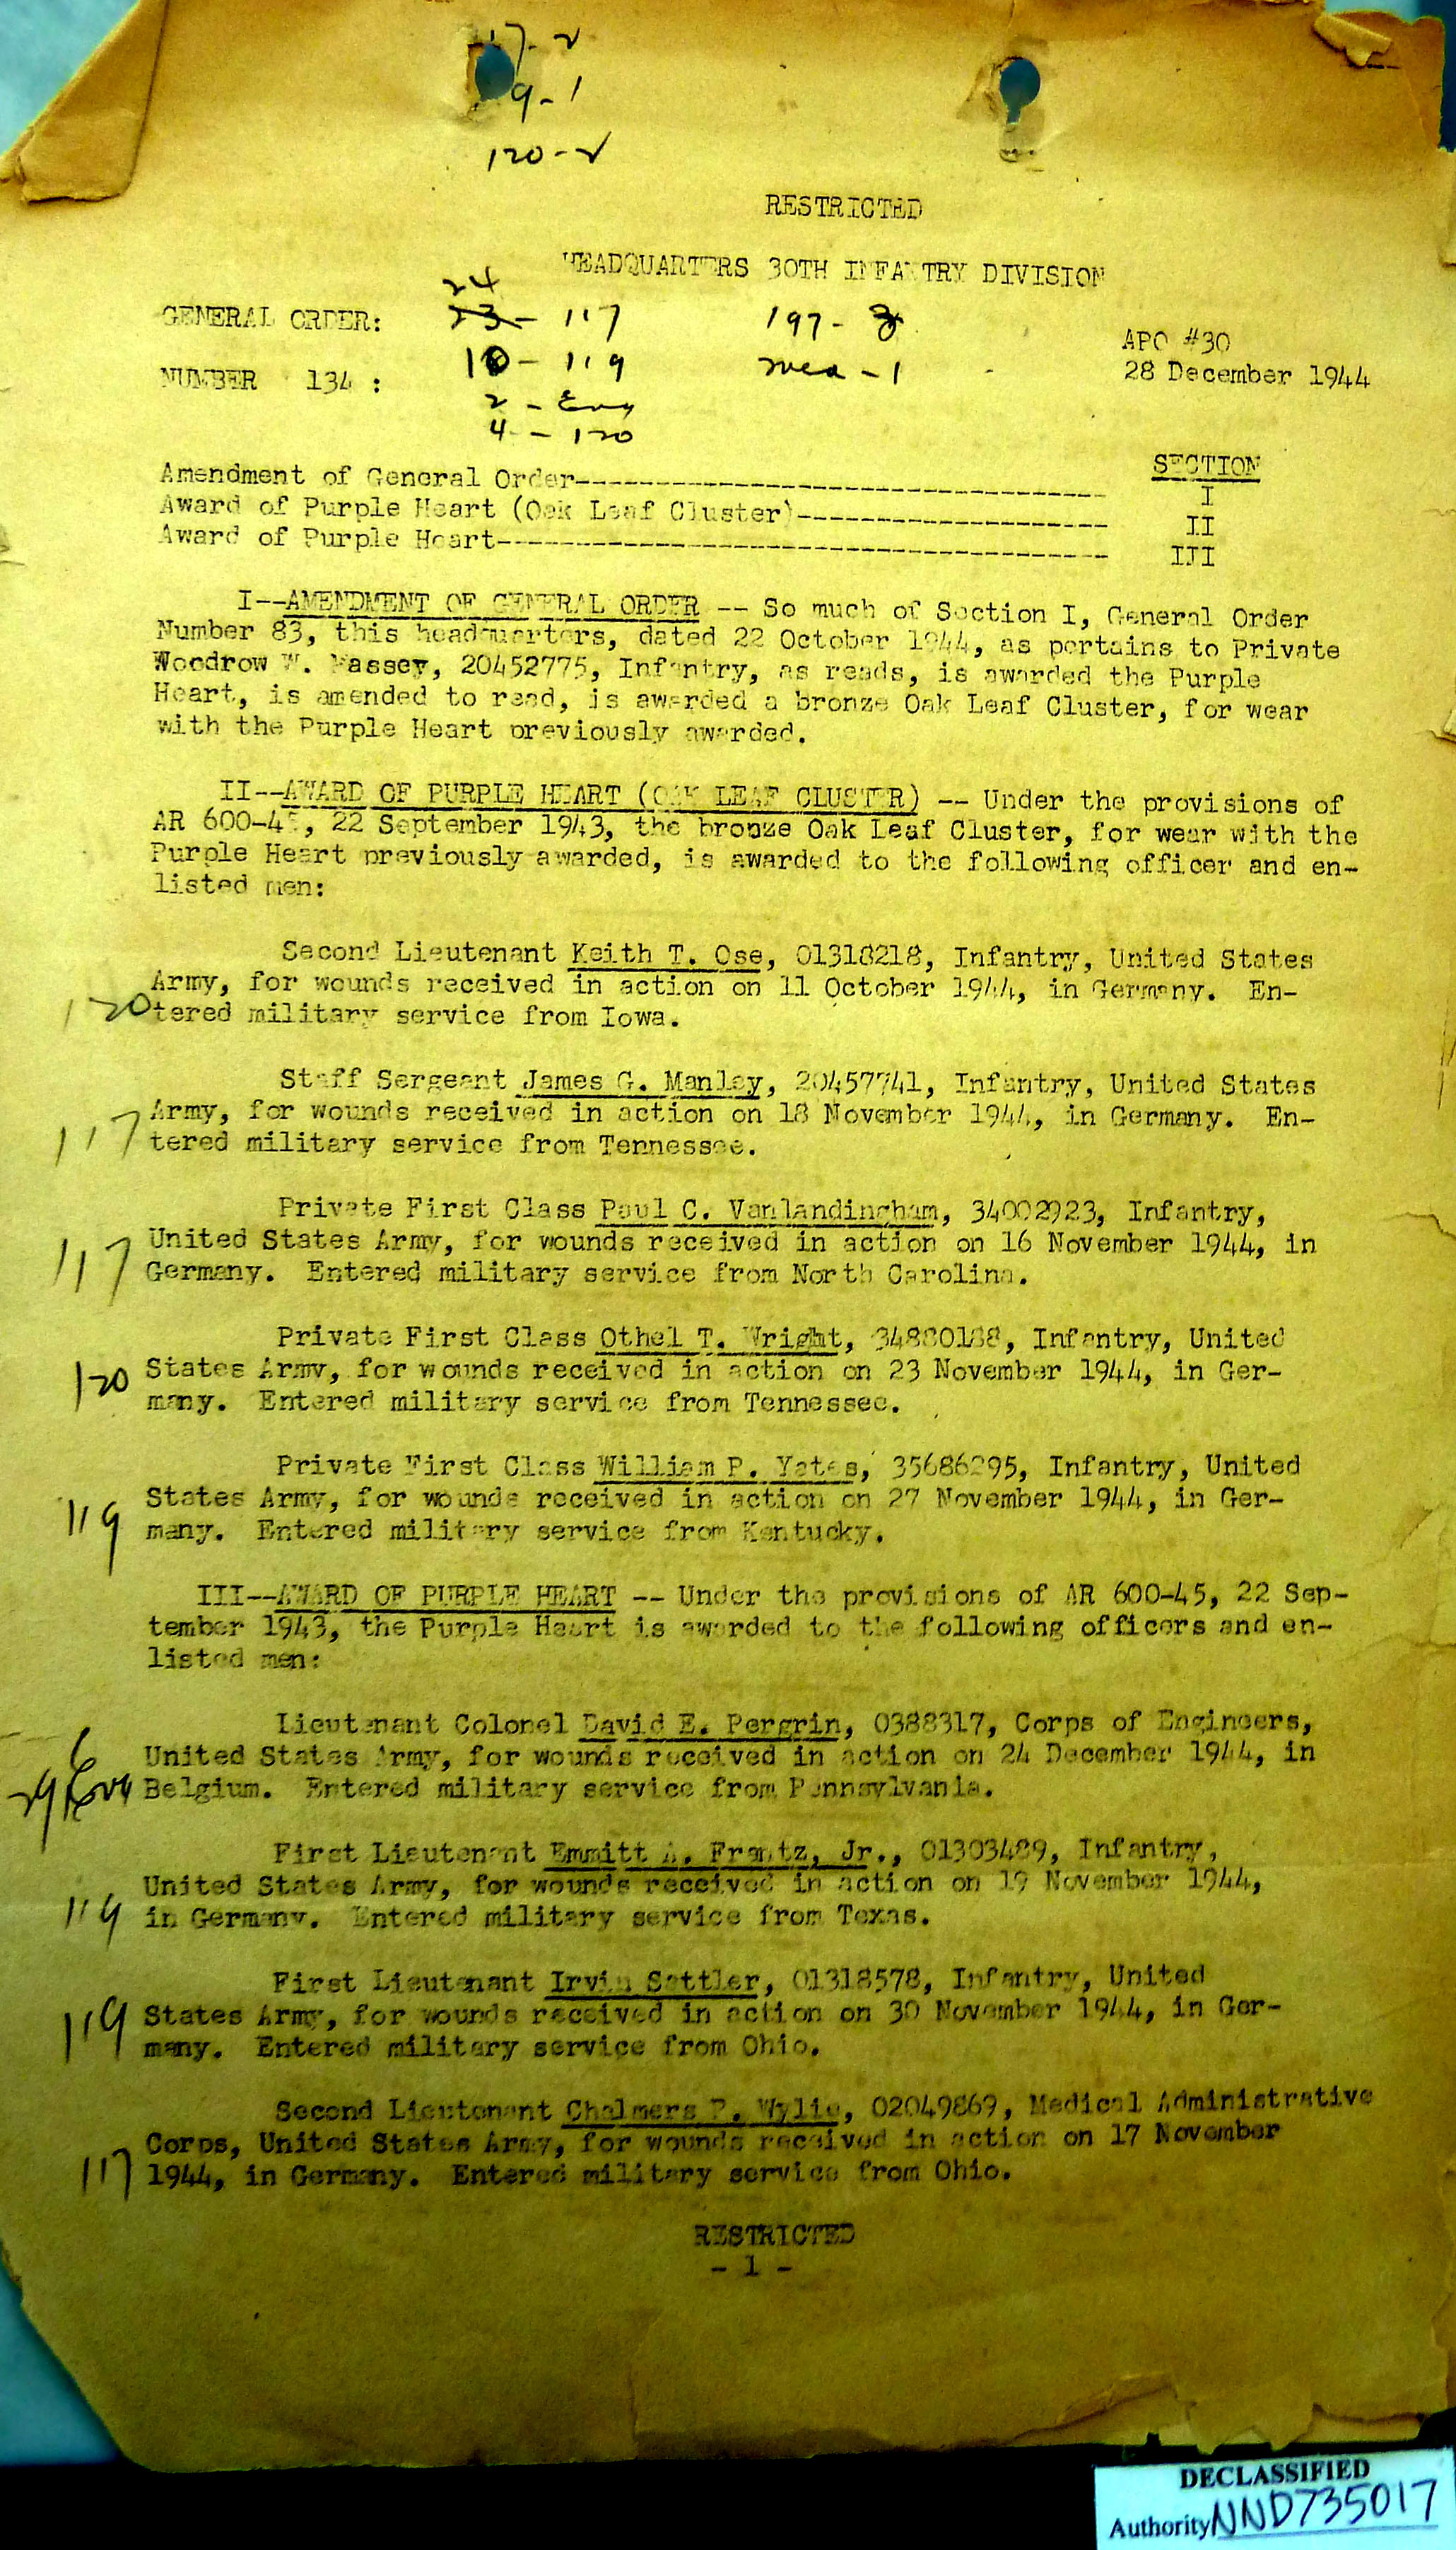 7-2
9-1
120-2
RESTRICTED
HEADQUARTERS 30TH INFANTRY DIVISION
24
GENERAL ORDER: 23- 117 197-
APO #30
10- 119 - 1
NUMBER 134 : 28 December 1944
2 - Eng
4 - 120
SECTION
Amendment of General Order------------------------------------ I
Award of Purple Heart (Oak Leaf Cluster)-------------------- II
Award of Purple Heart--------------------------------------- III
I--AMENDMENT OF GENERAL ORDER -- So much of Section I, General Order
Number 83, this headquarters, dated 22 October 1944, as pertains to Private
Woodrow W. Massey, 20452775, Infantry, as reads, is awarded the Purple
Heart, is amended to read, is awarded a bronze Oak Leaf Cluster, for wear
with the Purple Heart previously awarded.
II--AWARD OF PURPLE HEART (OAK LEAF CLUSTER) -- Under the provisions of
AR 600-45, 22 September 1943, the bronze Oak Leaf Cluster, for wear with the
Purple Heart previously awarded, is awarded to the following officer and en-
listed men:
Second Lieutenant Keith T. Ose, 01318218, Infantry, United States
Army, for wounds received in action on 11 October 1944, in Germany. En-
120 tered military service from Iowa.
Staff Sergeant James G. Manley, 20457741, Infantry, United States
117 Army, for wounds received in action on 18 November 1944, in Germany. En-
tered military service from Tennessee.
Private First Class Paul C. Vanlandingham, 34002923, Infantry,
117 United States Army, for wounds received in action on 16 November 1944, in
Germany. Entered military service from North Carolina.
Private First Class Othel T. Wright, 34880188, Infantry, United
120 States Army, for wounds received in action on 23 November 1944, in Ger-
many. Entered military service from Tennessee.
Private First Class William P. Yates, 35686295, Infantry, United
119 States Army, for wounds received in action on 27 November 1944, in Ger-
many. Entered military service from Kentucky.
III--AWARD OF PURPLE HEART -- Under the provisions of AR 600-45, 22 Sep-
tember 1943, the Purple Heart is awarded to the following officers and en-
listed men:
Lieutenant Colonel David E. Pergrin, 0388317, Corps of Engineers,
United States Army, for wounds received in action on 24 December 1944, in
Belgium. Entered military service from Pennsylvania.
First Lieutenant Emmitt A. Frantz, Jr., 01303489, Infantry,
United States Army, for wounds received in action on 19 November 1944,
119 in Germany. Entered military service from Texas.
First Lieutenant Irvin Sattler, 01318578, Infantry, United
119 States Army, for wounds received in action on 30 November 1944, in Ger-
many. Entered military service from Ohio.
Second Lieutenant Chalmers P. Wylie, 02049869, Medical Administrative
Corps, United States Army, for wounds received in action on 17 November
117 1944, in Germany. Entered military service from Ohio.
RESTRICTED
- 1 -
DECLASSIFIED
Authority NND735017